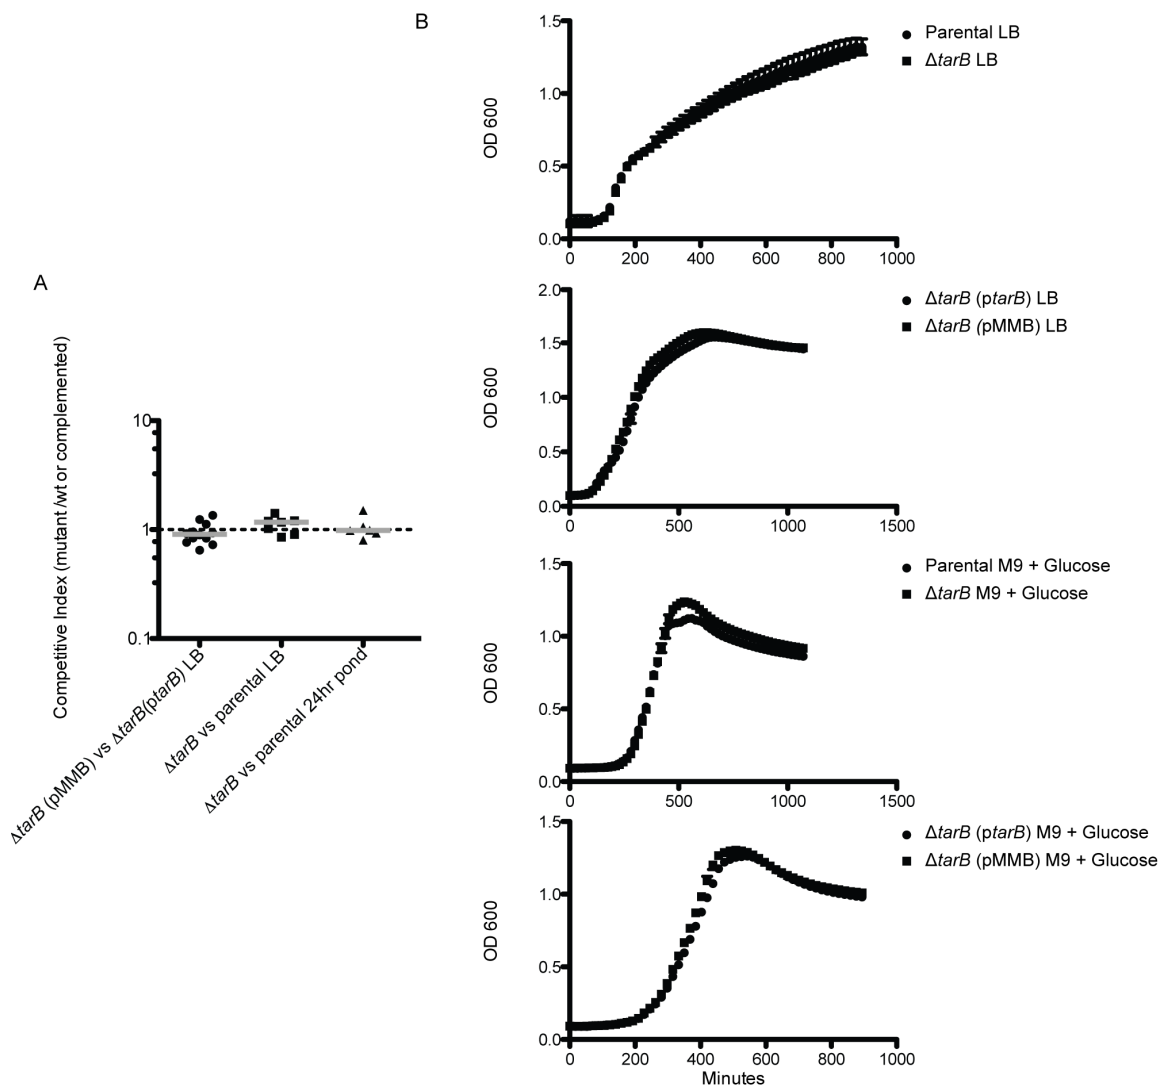 A
Competitive Index (mutant /wt or complemented)
10
1
0.1
ΔtarB (pMMB) vs ΔtarB(ptarB) LB
ΔtarB vs parental LB
ΔtarB vs parental 24hr pond
B
OD 600
1.5
1.0
0.5
0.0
0 200 400 600 800 1000
Parental LB
ΔtarB LB
OD 600
2.0
1.5
1.0
0.5
0.0
0 500 1000 1500
ΔtarB (ptarB) LB
ΔtarB (pMMB) LB
OD 600
1.5
1.0
0.5
0.0
0 500 1000 1500
Parental M9 + Glucose
ΔtarB M9 + Glucose
OD 600
1.5
1.0
0.5
0.0
0 200 400 600 800 1000
Minutes
ΔtarB (ptarB) M9 + Glucose
ΔtarB (pMMB) M9 + Glucose